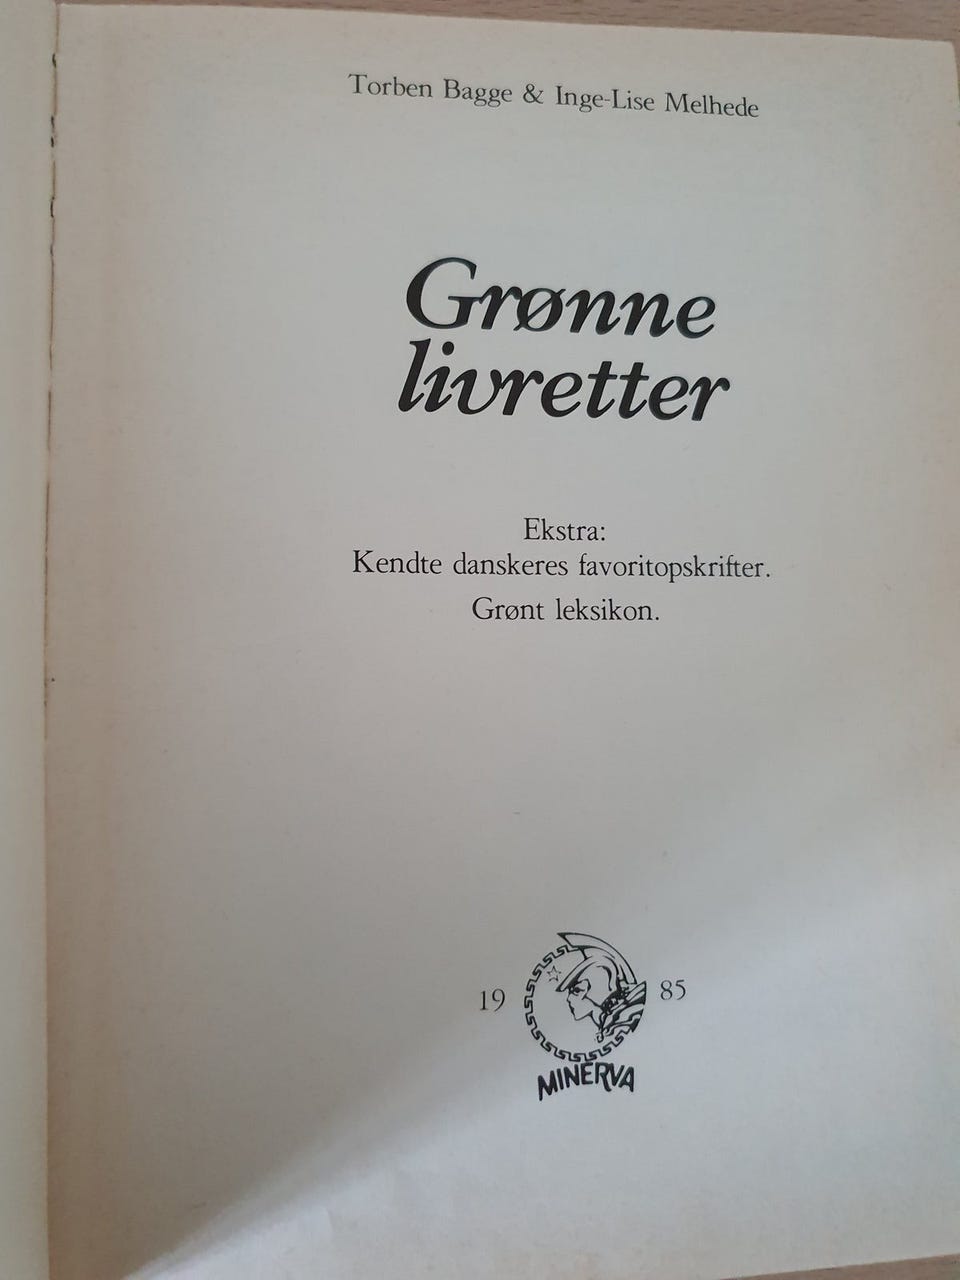 Torben Bagge & Inge-Lise Melhede
Grønne
livretter
Ekstra:
Kendte danskeres favoritopskrifter.
Grønt leksikon.
19 85
MINERVA